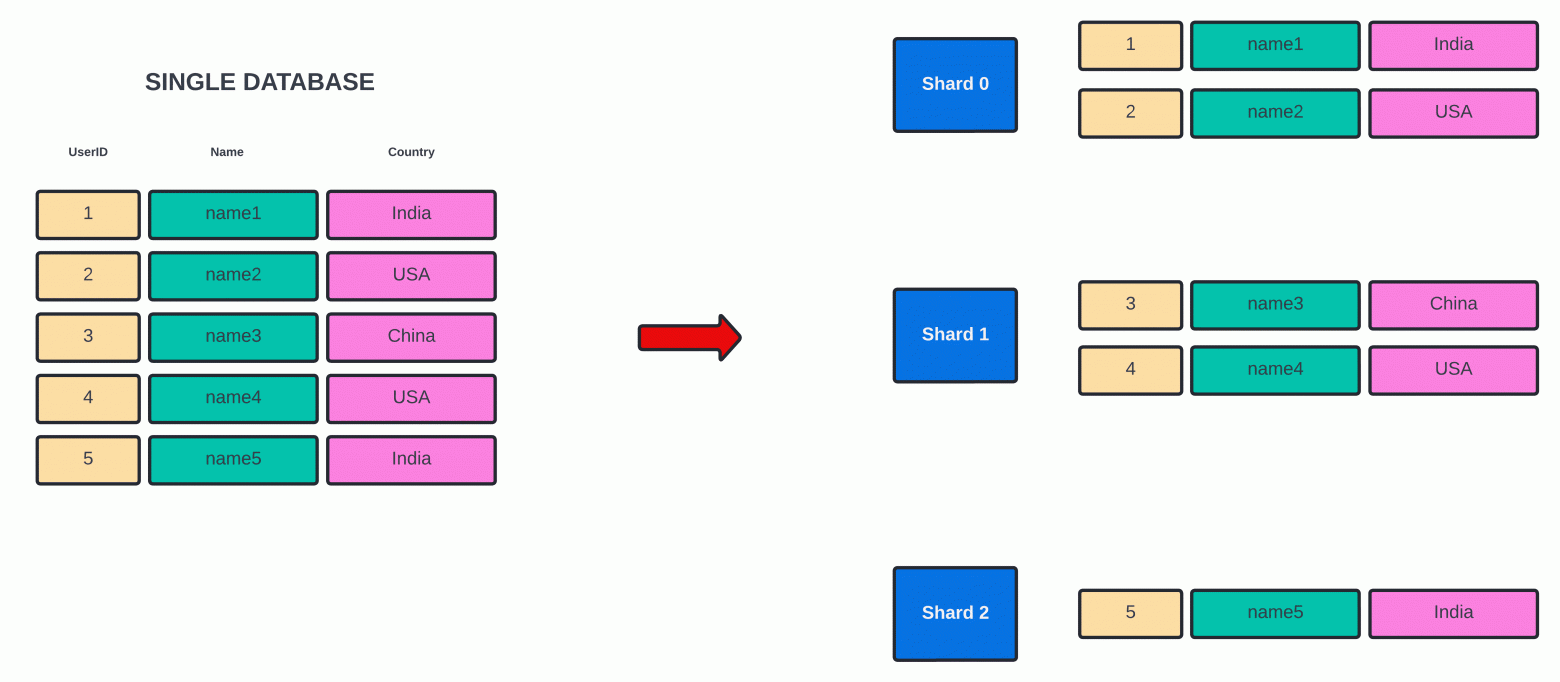 SINGLE DATABASE
UserID Name Country
1 name1 India
2 name2 USA
3 name3 China
4 name4 USA
5 name5 India
Shard 0
1 name1 India
2 name2 USA
Shard 1
3 name3 China
4 name4 USA
Shard 2
5 name5 India